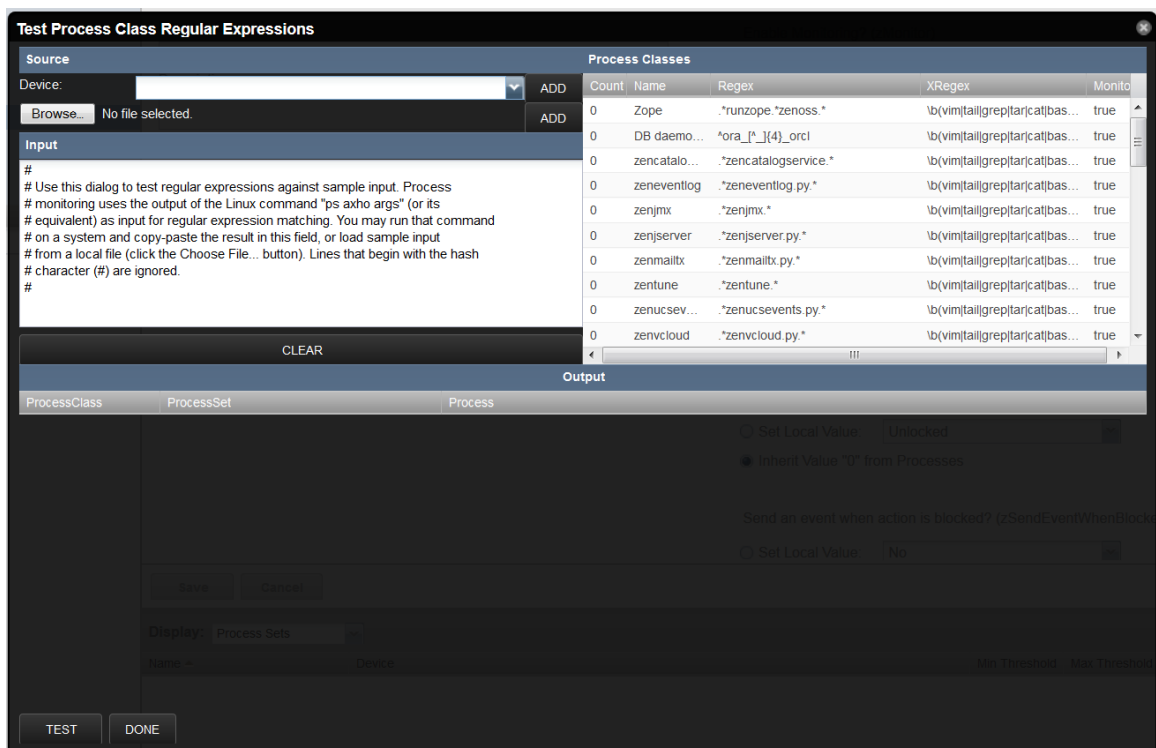 Test Process Class Regular Expressions
Source
Device:
ADD
Browse... No file selected.
ADD
Input
#
# Use this dialog to test regular expressions against sample input. Process
# monitoring uses the output of the Linux command "ps axho args" (or its
# equivalent) as input for regular expression matching. You may run that command
# on a system and copy-paste the result in this field, or load sample input
# from a local file (click the Choose File... button). Lines that begin with the hash
# character (#) are ignored.
#
CLEAR
Process Classes
Count Name Regex XRegex Monito
0 Zope .*runzope.*zenoss.* \b(vim|tail|grep|tar|cat|bas... true
0 DB daemo... ^ora_[^_]{4}_orcl \b(vim|tail|grep|tar|cat|bas... true
0 zencatalo... .*zencatalogservice.* \b(vim|tail|grep|tar|cat|bas... true
0 zeneventlog .*zeneventlog.py.* \b(vim|tail|grep|tar|cat|bas... true
0 zenjmx .*zenjmx.* \b(vim|tail|grep|tar|cat|bas... true
0 zenjserver .*zenjserver.py.* \b(vim|tail|grep|tar|cat|bas... true
0 zenmailtx .*zenmailtx.py.* \b(vim|tail|grep|tar|cat|bas... true
0 zentune .*zentune.* \b(vim|tail|grep|tar|cat|bas... true
0 zenucsev... .*zenucsevents.py.* \b(vim|tail|grep|tar|cat|bas... true
0 zenvcloud .*zenvcloud.py.* \b(vim|tail|grep|tar|cat|bas... true
Output
ProcessClass ProcessSet Process
Set Local Value: Unlocked
Inherit Value "0" from Processes
Send an event when action is blocked? (zSendEventWhenBlocke
Set Local Value: No
Save Cancel
Display: Process Sets
Name Device Min Threshold Max Threshold
TEST DONE